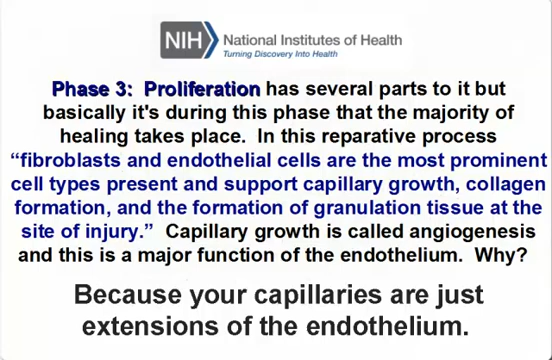 NIH National Institutes of Health
Turning Discovery Into Health
Phase 3: Proliferation has several parts to it but
basically it's during this phase that the majority of
healing takes place. In this reparative process
“fibroblasts and endothelial cells are the most prominent
cell types present and support capillary growth, collagen
formation, and the formation of granulation tissue at the
site of injury.” Capillary growth is called angiogenesis
and this is a major function of the endothelium. Why?
Because your capillaries are just
extensions of the endothelium.